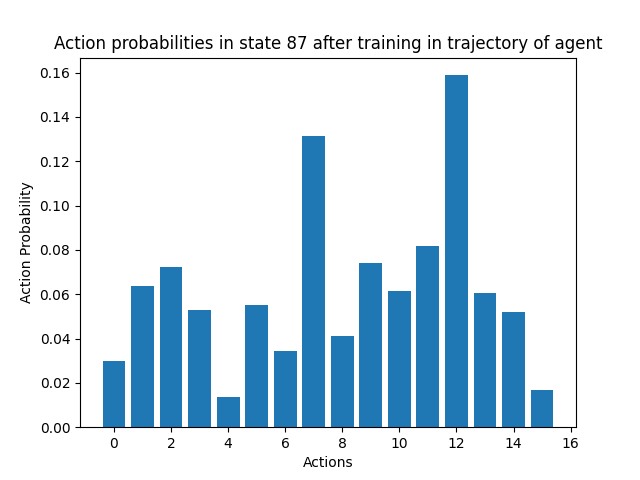 Action probabilities in state 87 after training in trajectory of agent
0.16
0.14
0.12
0.10
0.08
0.06
0.04
0.02
0.00
Action Probability
0 2 4 6 8 10 12 14 16
Actions